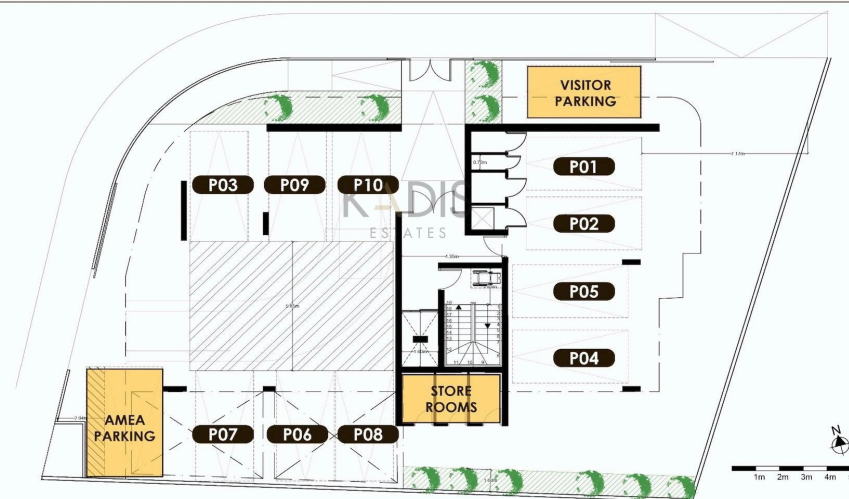 VISITOR
PARKING
P01
P03
P09
P10
KADIS
ESTATES
P02
P05
P04
STORE
ROOMS
AMEA
PARKING
P07
P06
P08
N
1m 2m 3m 4m